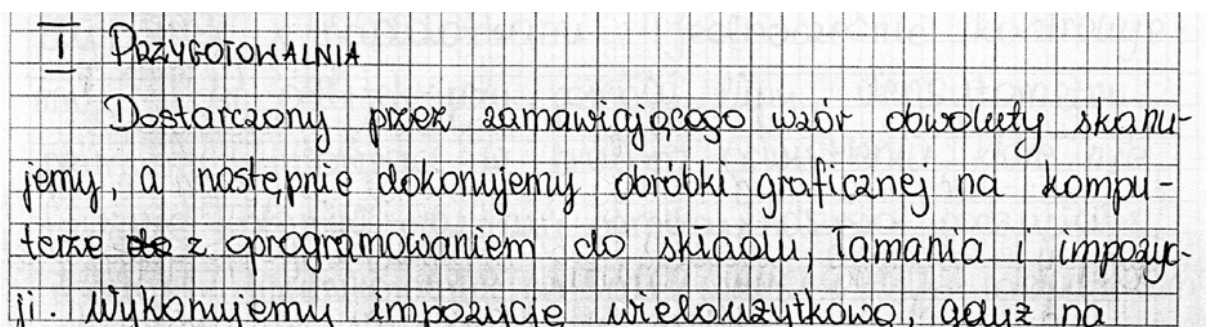 I PRZYGOTOWALNIA
Dostarczony przez zamawiającego wzór obwoluty skanu-
jemy, a następnie dokonujemy obróbki graficznej na kompu-
terze z oprogramowaniem do składu, łamania i impozyc-
ji. Wykonujemy impozycję wieloużytkową, gdyż na